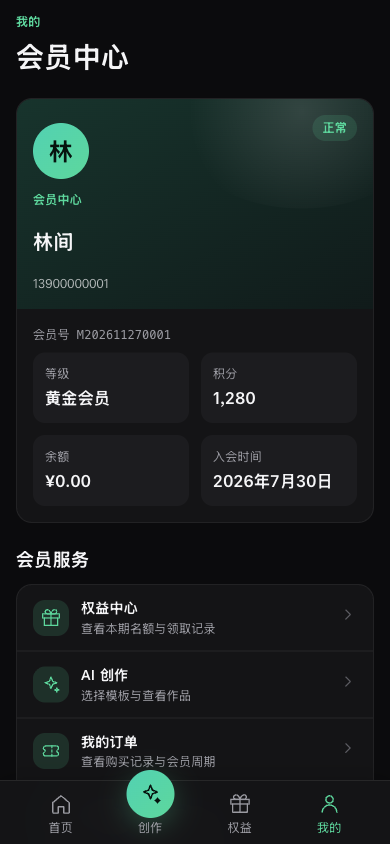 我的
会员中心
正常
林
会员中心
林间
13900000001
会员号 M202611270001
等级
黄金会员
积分
1,280
余额
¥0.00
入会时间
2026年7月30日
会员服务
权益中心
查看本期名额与领取记录
AI 创作
选择模板与查看作品
我的订单
查看购买记录与会员周期
首页
创作
权益
我的